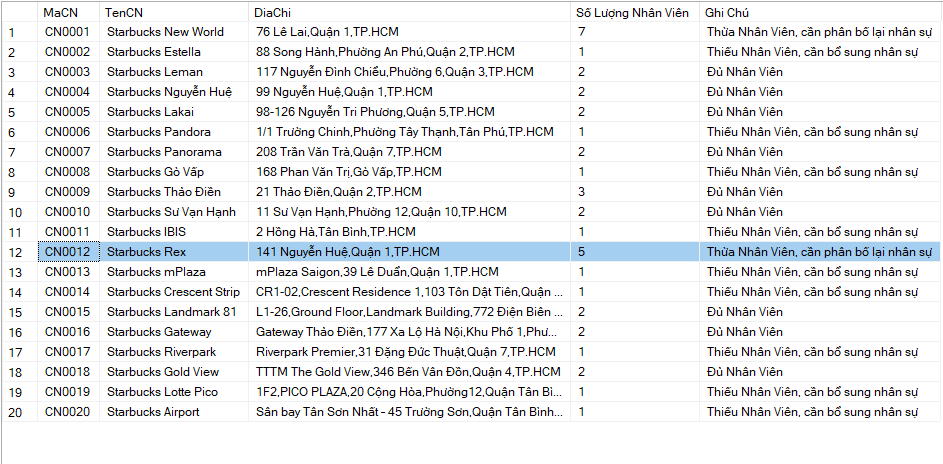 MaCN TenCN DiaChi Số Lượng Nhân Viên Ghi Chú
1 CN0001 Starbucks New World 76 Lê Lai,Quận 1,TP.HCM 7 Thừa Nhân Viên, cần phân bố lại nhân sự
2 CN0002 Starbucks Estella 88 Song Hành,Phường An Phú,Quận 2,TP.HCM 1 Thiếu Nhân Viên, cần bổ sung nhân sự
3 CN0003 Starbucks Leman 117 Nguyễn Đình Chiểu,Phường 6,Quận 3,TP.HCM 2 Đủ Nhân Viên
4 CN0004 Starbucks Nguyễn Huệ 99 Nguyễn Huệ,Quận 1,TP.HCM 2 Đủ Nhân Viên
5 CN0005 Starbucks Lakai 98-126 Nguyễn Tri Phương,Quận 5,TP.HCM 2 Đủ Nhân Viên
6 CN0006 Starbucks Pandora 1/1 Trường Chinh,Phường Tây Thạnh,Tân Phú,TP.HCM 1 Thiếu Nhân Viên, cần bổ sung nhân sự
7 CN0007 Starbucks Panorama 208 Trần Văn Trà,Quận 7,TP.HCM 2 Đủ Nhân Viên
8 CN0008 Starbucks Gò Vấp 168 Phan Văn Trị,Gò Vấp,TP.HCM 1 Thiếu Nhân Viên, cần bổ sung nhân sự
9 CN0009 Starbucks Thảo Điền 21 Thảo Điền,Quận 2,TP.HCM 3 Đủ Nhân Viên
10 CN0010 Starbucks Sư Vạn Hạnh 11 Sư Vạn Hạnh,Phường 12,Quận 10,TP.HCM 2 Đủ Nhân Viên
11 CN0011 Starbucks IBIS 2 Hồng Hà,Tân Bình,TP.HCM 1 Thiếu Nhân Viên, cần bổ sung nhân sự
12 CN0012 Starbucks Rex 141 Nguyễn Huệ,Quận 1,TP.HCM 5 Thừa Nhân Viên, cần phân bố lại nhân sự
13 CN0013 Starbucks mPlaza mPlaza Saigon,39 Lê Duẩn,Quận 1,TP.HCM 1 Thiếu Nhân Viên, cần bổ sung nhân sự
14 CN0014 Starbucks Crescent Strip CR1-02,Crescent Residence 1,103 Tôn Dật Tiên,Quận ... 1 Thiếu Nhân Viên, cần bổ sung nhân sự
15 CN0015 Starbucks Landmark 81 L1-26,Ground Floor,Landmark Building,772 Điện Biên ... 2 Đủ Nhân Viên
16 CN0016 Starbucks Gateway Gateway Thảo Điền,177 Xa Lộ Hà Nội,Khu Phố 1,Phư... 2 Đủ Nhân Viên
17 CN0017 Starbucks Riverpark Riverpark Premier,31 Đặng Đức Thuật,Quận 7,TP.HCM 1 Thiếu Nhân Viên, cần bổ sung nhân sự
18 CN0018 Starbucks Gold View TTTM The Gold View,346 Bến Vân Đồn,Quận 4,TP.HCM 2 Đủ Nhân Viên
19 CN0019 Starbucks Lotte Pico 1F2,PICO PLAZA,20 Cộng Hòa,Phường12,Quận Tân Bì... 1 Thiếu Nhân Viên, cần bổ sung nhân sự
20 CN0020 Starbucks Airport Sân bay Tân Sơn Nhất - 45 Trường Sơn,Quận Tân Bình... 1 Thiếu Nhân Viên, cần bổ sung nhân sự